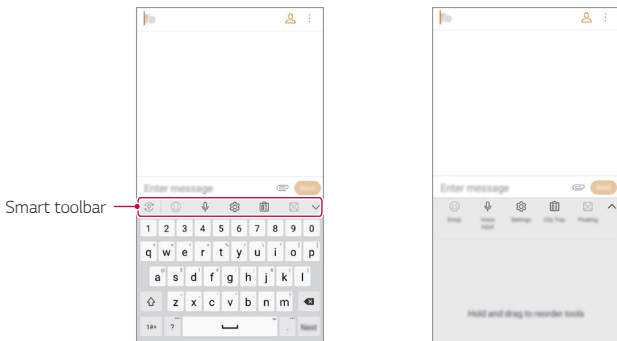 To
To
Enter message
Send
Enter message
Smart toolbar
Emoji Voice Input Settings Clip Tray Floating
1 2 3 4 5 6 7 8 9 0
q w e r t y u i o p
a s d f g h j k l
z x c v b n m
1#+ ? . Next
Hold and drag to reorder tools